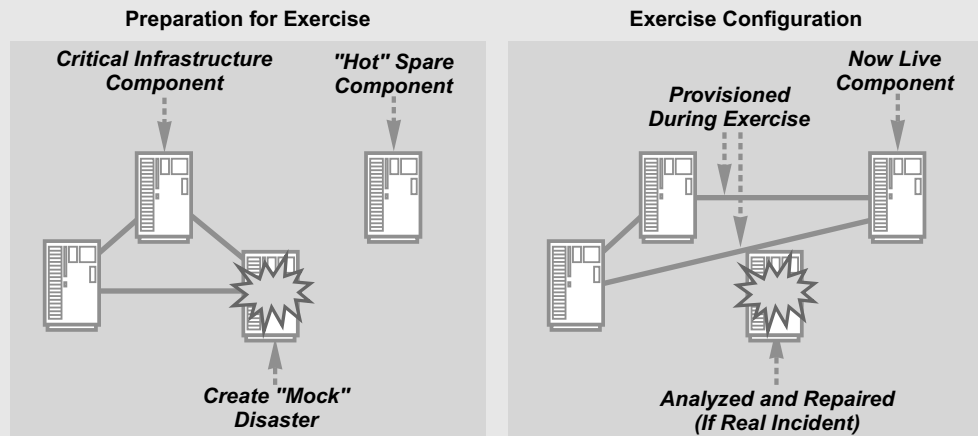 Preparation for Exercise
Critical Infrastructure
Component
"Hot" Spare
Component
Create "Mock"
Disaster
Exercise Configuration
Provisioned
During Exercise
Now Live
Component
Analyzed and Repaired
(If Real Incident)